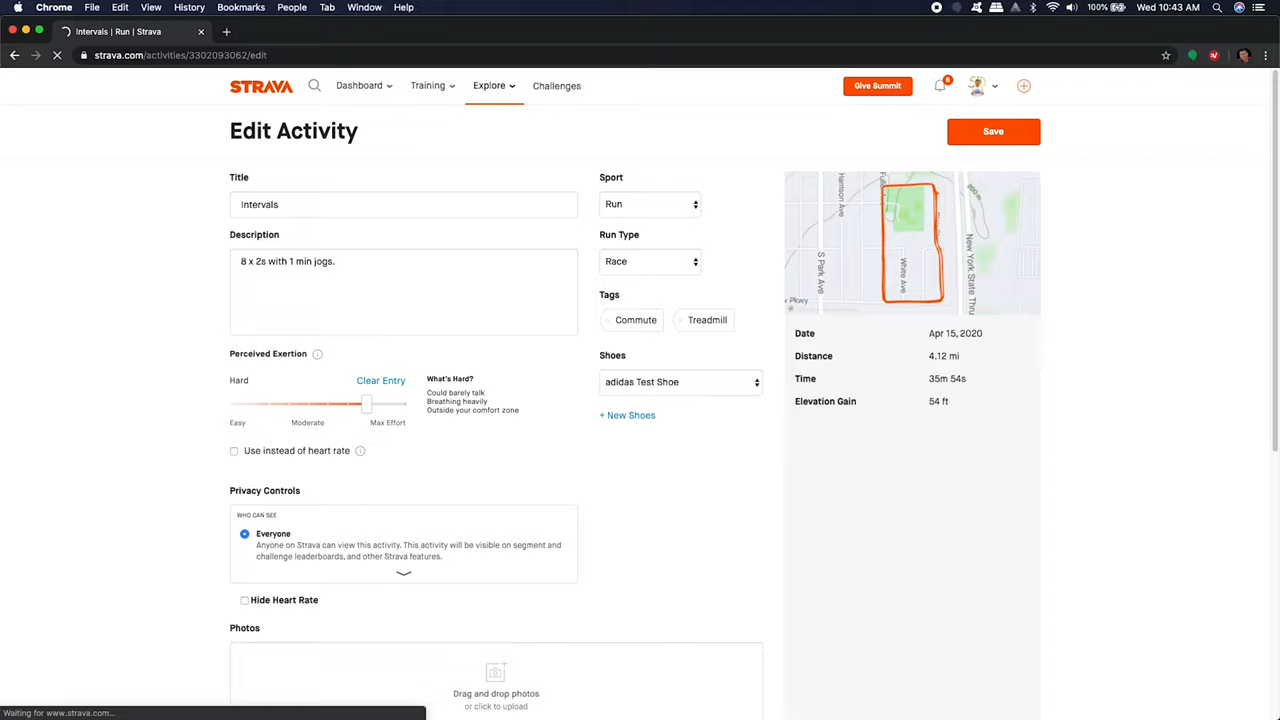 Chrome File Edit View History Bookmarks People Tab Window Help 100% Wed 10:43 AM
Intervals | Run | Strava
strava.com/activities/3302093062/edit
STRAVA Dashboard Training Explore Challenges Give Summit 6
Edit Activity Save
Title
Intervals
Description
8 x 2s with 1 min jogs.
Perceived Exertion
Hard Clear Entry
Easy Moderate Max Effort
What's Hard?
Could barely talk
Breathing heavily
Outside your comfort zone
Use instead of heart rate
Privacy Controls
WHO CAN SEE
Everyone
Anyone on Strava can view this activity. This activity will be visible on segment and
challenge leaderboards, and other Strava features.
Hide Heart Rate
Photos
Drag and drop photos
or click to upload
Sport
Run
Run Type
Race
Tags
Commute Treadmill
Shoes
adidas Test Shoe
+ New Shoes
Harrison Ave
S Park Ave
White Ave
New York State Thru
w Pkwy
Date Apr 15, 2020
Distance 4.12 mi
Time 35m 54s
Elevation Gain 54 ft
Waiting for www.strava.com...